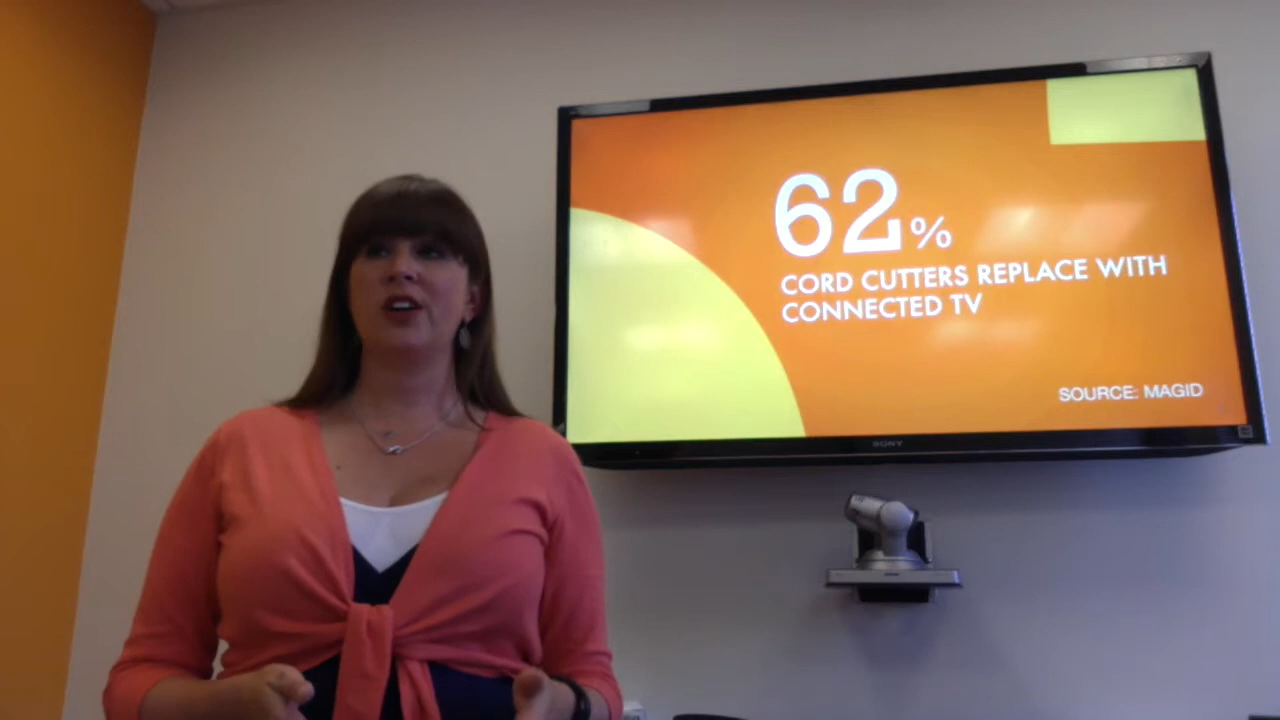 62%
CORD CUTTERS REPLACE WITH
CONNECTED TV
SOURCE: MAGID
SONY